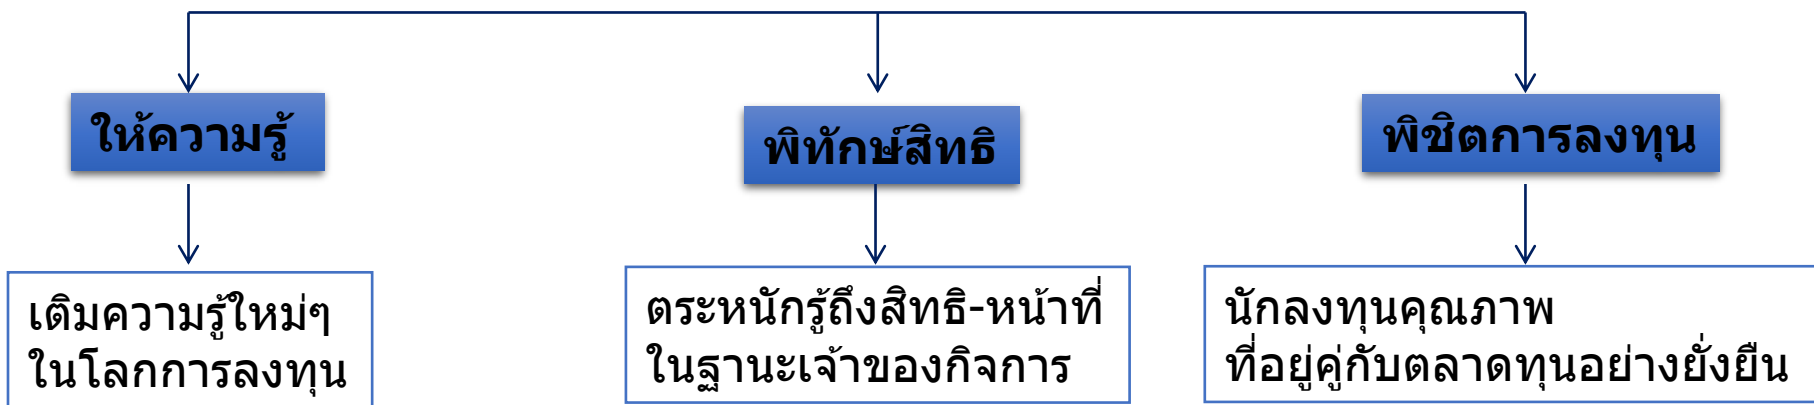 ให้ความรู้
พิทักษ์สิทธิ
พิชิตการลงทุน
เติมความรู้ใหม่ๆ
ในโลกการลงทุน
ตระหนักรู้ถึงสิทธิ-หน้าที่
ในฐานะเจ้าของกิจการ
นักลงทุนคุณภาพ
ที่อยู่คู่กับตลาดทุนอย่างยั่งยืน